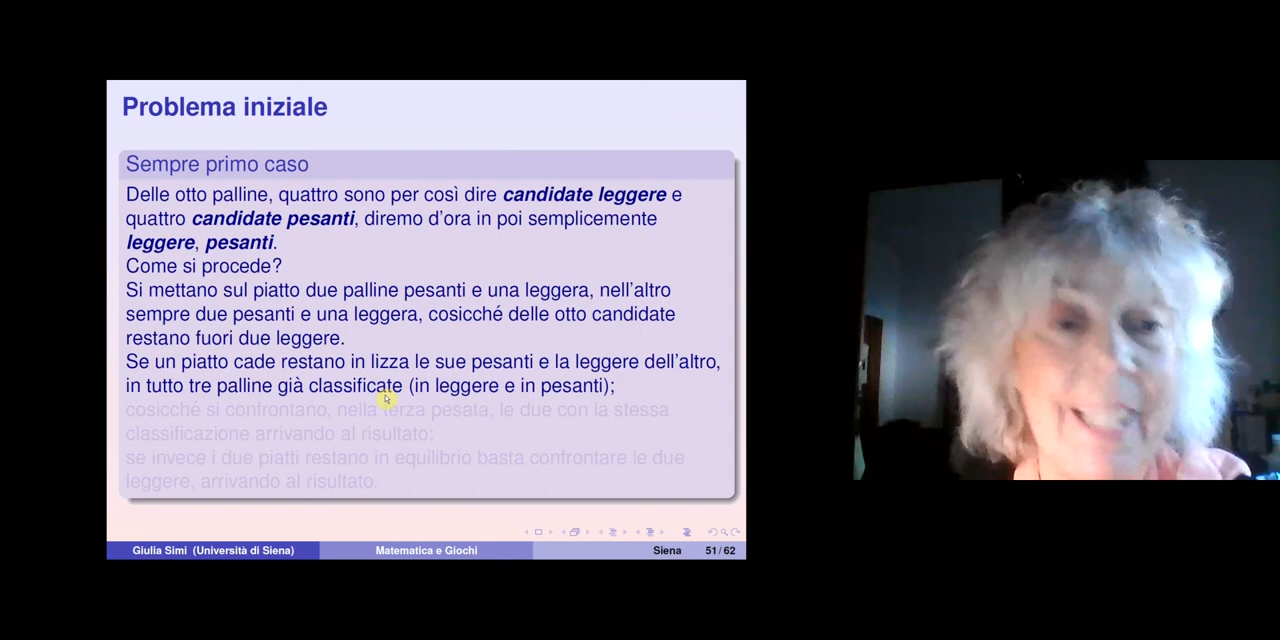 Problema iniziale
Sempre primo caso
Delle otto palline, quattro sono per così dire candidate leggere e
quattro candidate pesanti, diremo d'ora in poi semplicemente
leggere, pesanti.
Come si procede?
Si mettano sul piatto due palline pesanti e una leggera, nell'altro
sempre due pesanti e una leggera, cosicché delle otto candidate
restano fuori due leggere.
Se un piatto cade restano in lizza le sue pesanti e la leggere dell'altro,
in tutto tre palline già classificate (in leggere e in pesanti);
cosicché si confrontano, nella terza pesata, le due con la stessa
classificazione arrivando al risultato;
se invece i due piatti restano in equilibrio basta confrontare le due
leggere, arrivando al risultato.
Giulia Simi (Università di Siena)
Matematica e Giochi
Siena
51 / 62